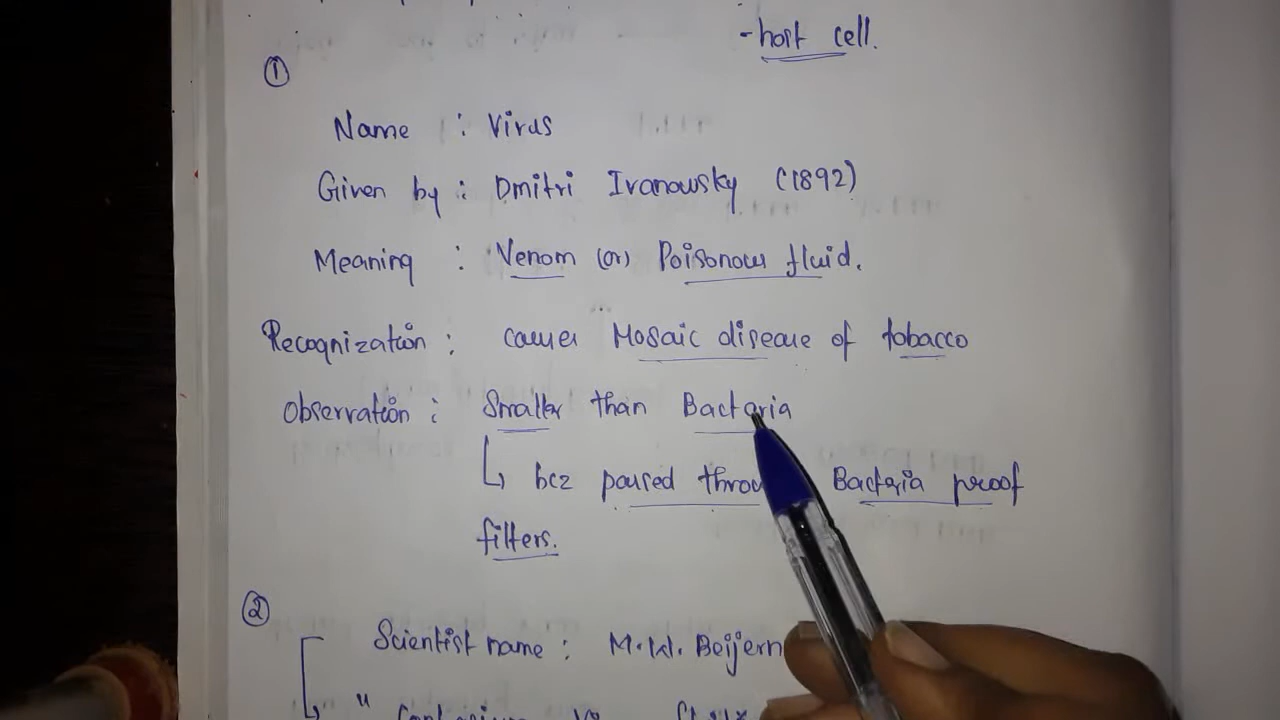 -host cell.
①
Name : Virus
Given by : Dmitri Ivanowsky (1892)
Meaning : Venom (or) Poisonous fluid.
Recognization : causes Mosaic disease of tobacco
Observation : Smaller than Bacteria
↳ bcz passed throu Bacteria proof
filters.
②
Scientist name : M.W. Beijern
"